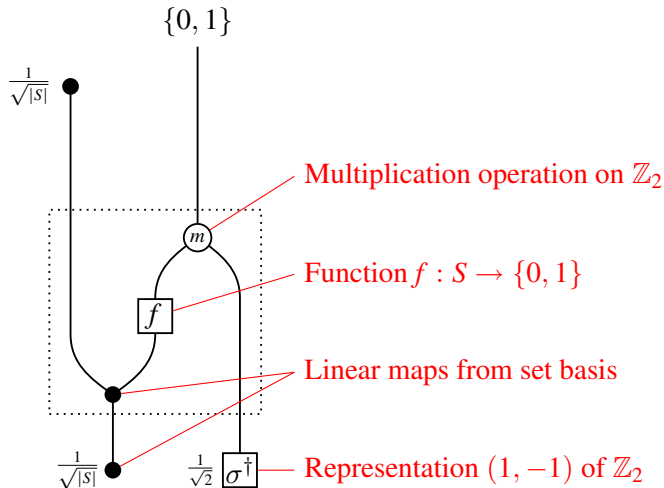 {0, 1}
1/√|S|
Multiplication operation on ℤ₂
m
Function f : S → {0, 1}
f
Linear maps from set basis
1/√|S|
1/√2
σ†
Representation (1, −1) of ℤ₂